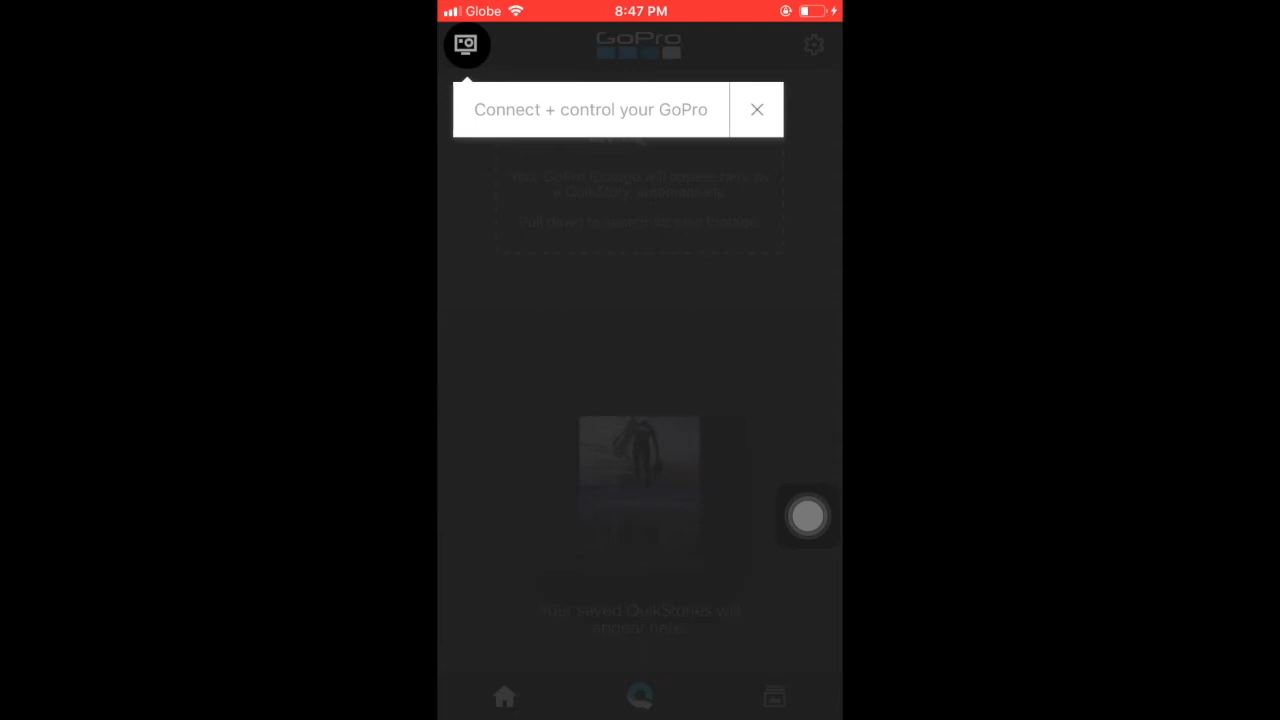 Globe
8:47 PM
GoPro
Connect + control your GoPro
Your GoPro footage will appear here as
a QuikStory, automatically.
Pull down to search for new footage.
Your saved QuikStories will
appear here.